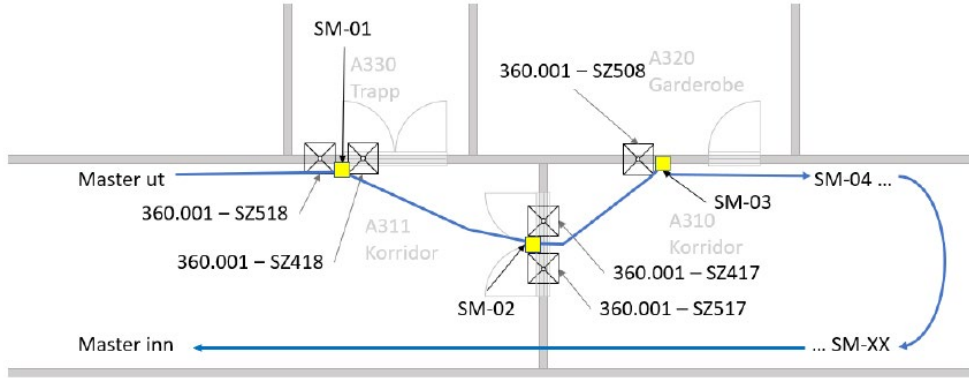 SM-01
A330
Trapp
360.001 – SZ508
A320
Garderobe
Master ut
SM-04 ...
360.001 – SZ518
SM-03
A311
Korridor
A310
Korridor
360.001 – SZ418
360.001 – SZ417
SM-02
360.001 – SZ517
Master inn
... SM-XX